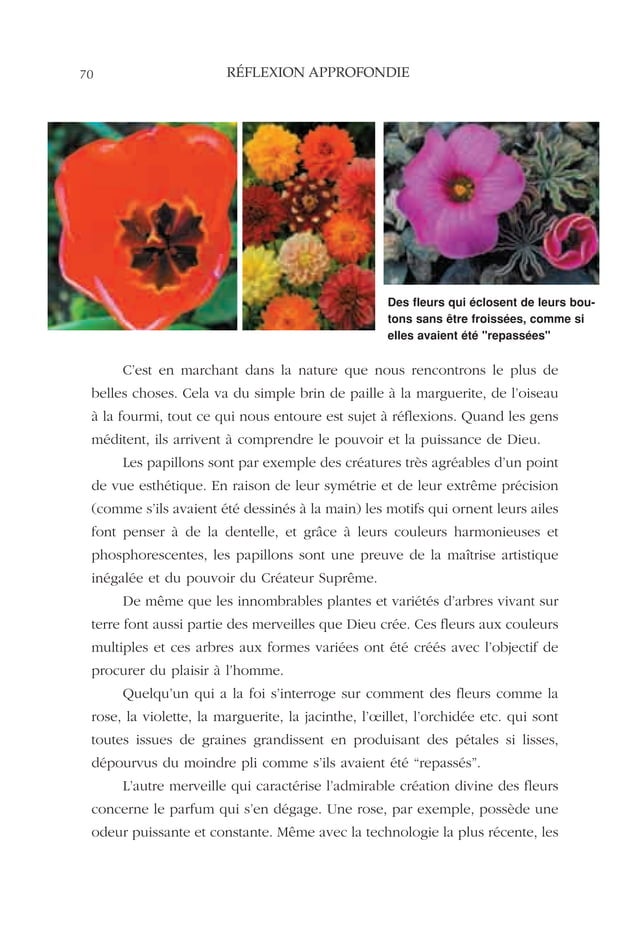 70
RÉFLEXION APPROFONDIE
Des fleurs qui éclosent de leurs bou-
tons sans être froissées, comme si
elles avaient été "repassées"
C’est en marchant dans la nature que nous rencontrons le plus de
belles choses. Cela va du simple brin de paille à la marguerite, de l’oiseau
à la fourmi, tout ce qui nous entoure est sujet à réflexions. Quand les gens
méditent, ils arrivent à comprendre le pouvoir et la puissance de Dieu.
Les papillons sont par exemple des créatures très agréables d’un point
de vue esthétique. En raison de leur symétrie et de leur extrême précision
(comme s’ils avaient été dessinés à la main) les motifs qui ornent leurs ailes
font penser à de la dentelle, et grâce à leurs couleurs harmonieuses et
phosphorescentes, les papillons sont une preuve de la maîtrise artistique
inégalée et du pouvoir du Créateur Suprême.
De même que les innombrables plantes et variétés d’arbres vivant sur
terre font aussi partie des merveilles que Dieu crée. Ces fleurs aux couleurs
multiples et ces arbres aux formes variées ont été créés avec l’objectif de
procurer du plaisir à l’homme.
Quelqu’un qui a la foi s’interroge sur comment des fleurs comme la
rose, la violette, la marguerite, la jacinthe, l’œillet, l’orchidée etc. qui sont
toutes issues de graines grandissent en produisant des pétales si lisses,
dépourvus du moindre pli comme s’ils avaient été “repassés”.
L’autre merveille qui caractérise l’admirable création divine des fleurs
concerne le parfum qui s’en dégage. Une rose, par exemple, possède une
odeur puissante et constante. Même avec la technologie la plus récente, les